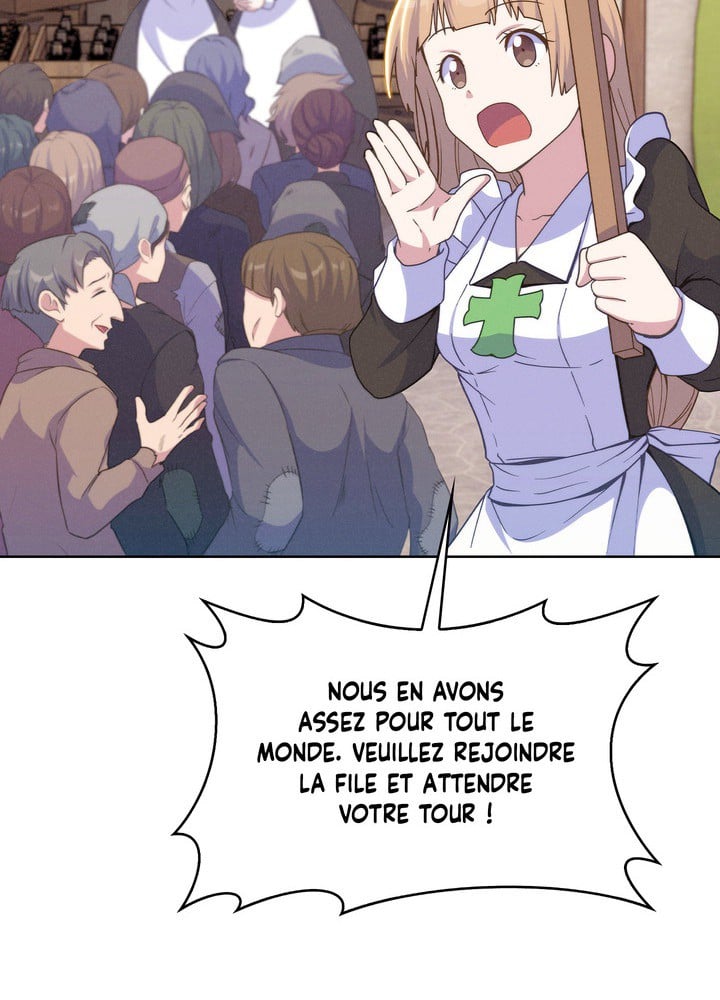 NOUS EN AVONS
ASSEZ POUR TOUT LE
MONDE. VEUILLEZ REJOINDRE
LA FILE ET ATTENDRE
VOTRE TOUR !